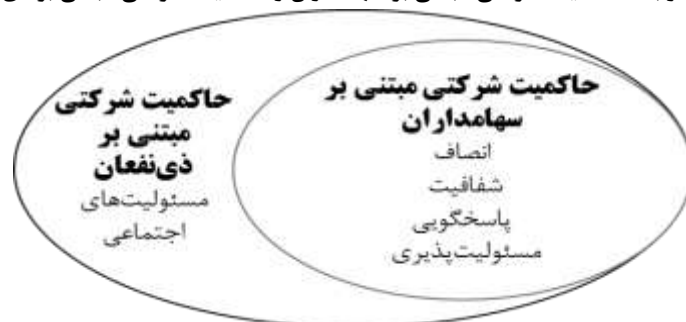 حاکمیت شرکتی مبتنی بر
سهامداران
انصاف
شفافیت
پاسخگویی
مسئولیت‌پذیری
حاکمیت شرکتی
مبتنی بر
ذی‌نفعان
مسئولیت‌های
اجتماعی